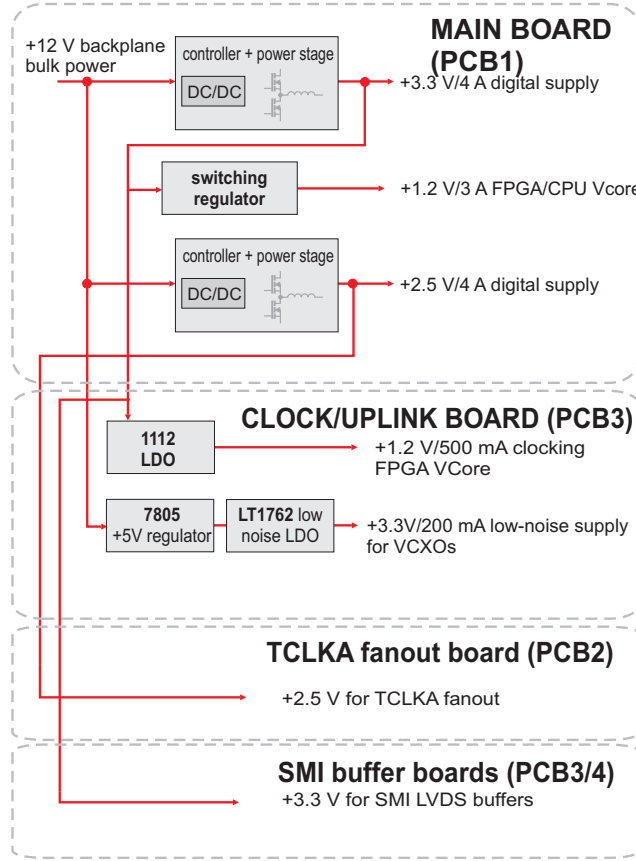 MAIN BOARD
(PCB1)
+12 V backplane
bulk power
controller + power stage
DC/DC
+3.3 V/4 A digital supply
switching
regulator
+1.2 V/3 A FPGA/CPU Vcore
controller + power stage
DC/DC
+2.5 V/4 A digital supply
CLOCK/UPLINK BOARD (PCB3)
1112
LDO
+1.2 V/500 mA clocking
FPGA VCore
7805
+5V regulator
LT1762 low
noise LDO
+3.3V/200 mA low-noise supply
for VCXOs
TCLKA fanout board (PCB2)
+2.5 V for TCLKA fanout
SMI buffer boards (PCB3/4)
+3.3 V for SMI LVDS buffers